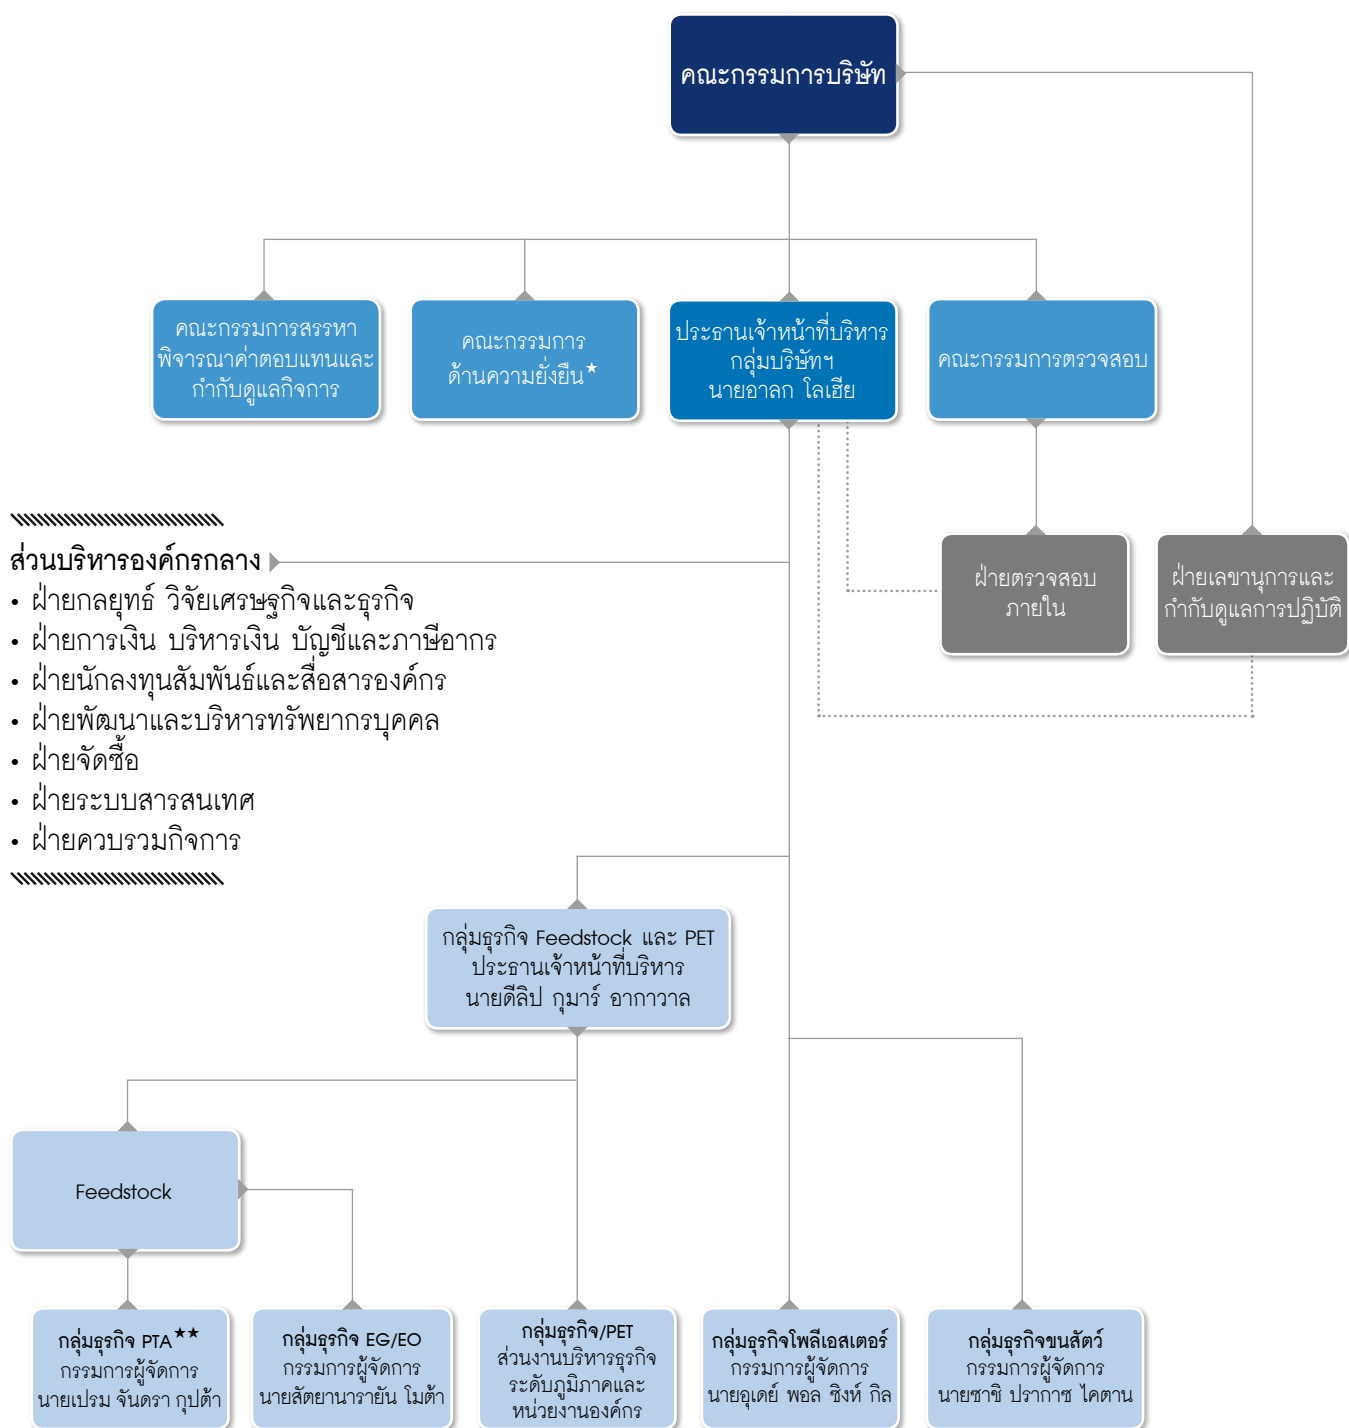 คณะกรรมการบริษัท
คณะกรรมการสรรหา
พิจารณาค่าตอบแทนและ
กำกับดูแลกิจการ
คณะกรรมการ
ด้านความยั่งยืน★
ประธานเจ้าหน้าที่บริหาร
กลุ่มบริษัทฯ
นายอาลก โลเฮีย
คณะกรรมการตรวจสอบ
ฝ่ายตรวจสอบ
ภายใน
ฝ่ายเลขานุการและ
กำกับดูแลการปฏิบัติ
ส่วนบริหารองค์กรกลาง
• ฝ่ายกลยุทธ์ วิจัยเศรษฐกิจและธุรกิจ
• ฝ่ายการเงิน บริหารเงิน บัญชีและภาษีอากร
• ฝ่ายนักลงทุนสัมพันธ์และสื่อสารองค์กร
• ฝ่ายพัฒนาและบริหารทรัพยากรบุคคล
• ฝ่ายจัดซื้อ
• ฝ่ายระบบสารสนเทศ
• ฝ่ายควบรวมกิจการ
กลุ่มธุรกิจ Feedstock และ PET
ประธานเจ้าหน้าที่บริหาร
นายดีลิป กุมาร์ อากาวาล
Feedstock
กลุ่มธุรกิจ PTA★★
กรรมการผู้จัดการ
นายเปรม จันดรา กุปต้า
กลุ่มธุรกิจ EG/EO
กรรมการผู้จัดการ
นายสัตยานารายัน โมต้า
กลุ่มธุรกิจ/PET
ส่วนงานบริหารธุรกิจ
ระดับภูมิภาคและ
หน่วยงานองค์กร
กลุ่มธุรกิจโพลีเอสเตอร์
กรรมการผู้จัดการ
นายอุเดย์ พอล ซิงห์ กิล
กลุ่มธุรกิจขนสัตว์
กรรมการผู้จัดการ
นายซาชิ ปรากาซ ไคตาน